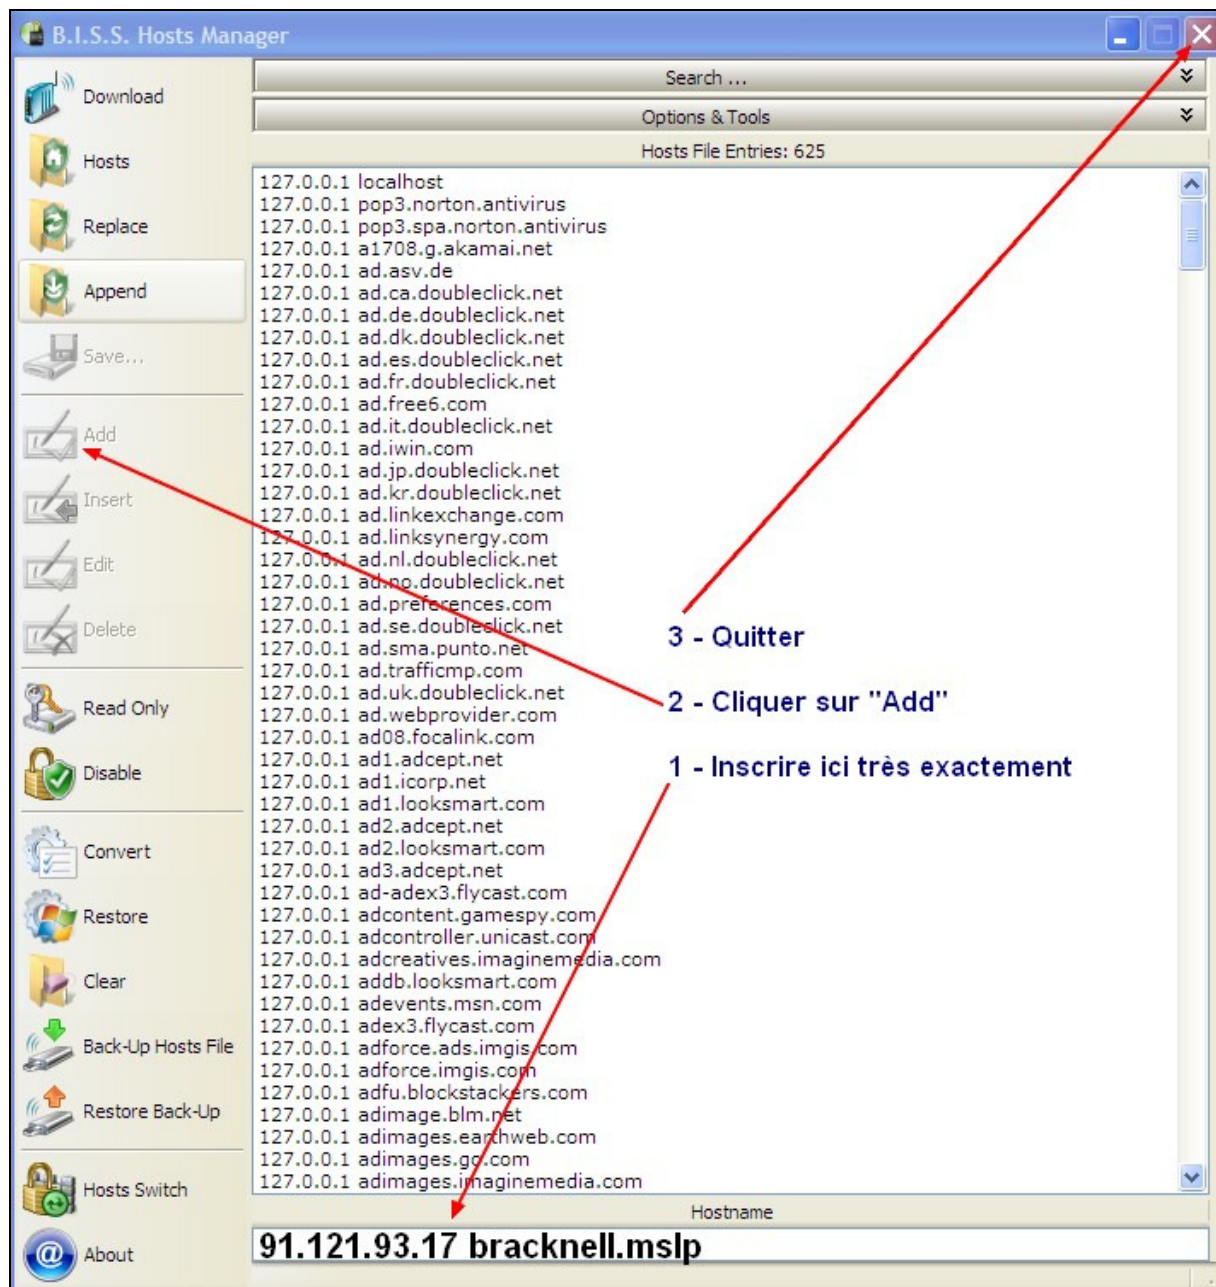 B.I.S.S. Hosts Manager
Download
Hosts
Replace
Append
Save...
Add
Insert
Edit
Delete
Read Only
Disable
Convert
Restore
Clear
Back-Up Hosts File
Restore Back-Up
Hosts Switch
About
Search ...
Options & Tools
Hosts File Entries: 625
127.0.0.1 localhost
127.0.0.1 pop3.norton.antivirus
127.0.0.1 pop3.spa.norton.antivirus
127.0.0.1 a1708.g.akamai.net
127.0.0.1 ad.asv.de
127.0.0.1 ad.ca.doubleclick.net
127.0.0.1 ad.de.doubleclick.net
127.0.0.1 ad.dk.doubleclick.net
127.0.0.1 ad.es.doubleclick.net
127.0.0.1 ad.fr.doubleclick.net
127.0.0.1 ad.free6.com
127.0.0.1 ad.it.doubleclick.net
127.0.0.1 ad.iwin.com
127.0.0.1 ad.jp.doubleclick.net
127.0.0.1 ad.kr.doubleclick.net
127.0.0.1 ad.linkexchange.com
127.0.0.1 ad.linksynergy.com
127.0.0.1 ad.nl.doubleclick.net
127.0.0.1 ad.no.doubleclick.net
127.0.0.1 ad.preferences.com
127.0.0.1 ad.se.doubleclick.net
127.0.0.1 ad.sma.punto.net
127.0.0.1 ad.trafficmp.com
127.0.0.1 ad.uk.doubleclick.net
127.0.0.1 ad.webprovider.com
127.0.0.1 ad08.focalink.com
127.0.0.1 ad1.adcept.net
127.0.0.1 ad1.icorp.net
127.0.0.1 ad1.looksmart.com
127.0.0.1 ad2.adcept.net
127.0.0.1 ad2.looksmart.com
127.0.0.1 ad3.adcept.net
127.0.0.1 ad-adex3.flycast.com
127.0.0.1 adcontent.gamespy.com
127.0.0.1 adcontroller.unicast.com
127.0.0.1 adcreatives.imaginemedia.com
127.0.0.1 addb.looksmart.com
127.0.0.1 adevents.msn.com
127.0.0.1 adex3.flycast.com
127.0.0.1 adforce.ads.imgis.com
127.0.0.1 adforce.imgis.com
127.0.0.1 adfu.blockstackers.com
127.0.0.1 adimage.blm.net
127.0.0.1 adimages.earthweb.com
127.0.0.1 adimages.go.com
127.0.0.1 adimages.imaginemedia.com
3 - Quitter
2 - Cliquer sur "Add"
1 - Inscrire ici très exactement
Hostname
91.121.93.17 bracknell.mslp